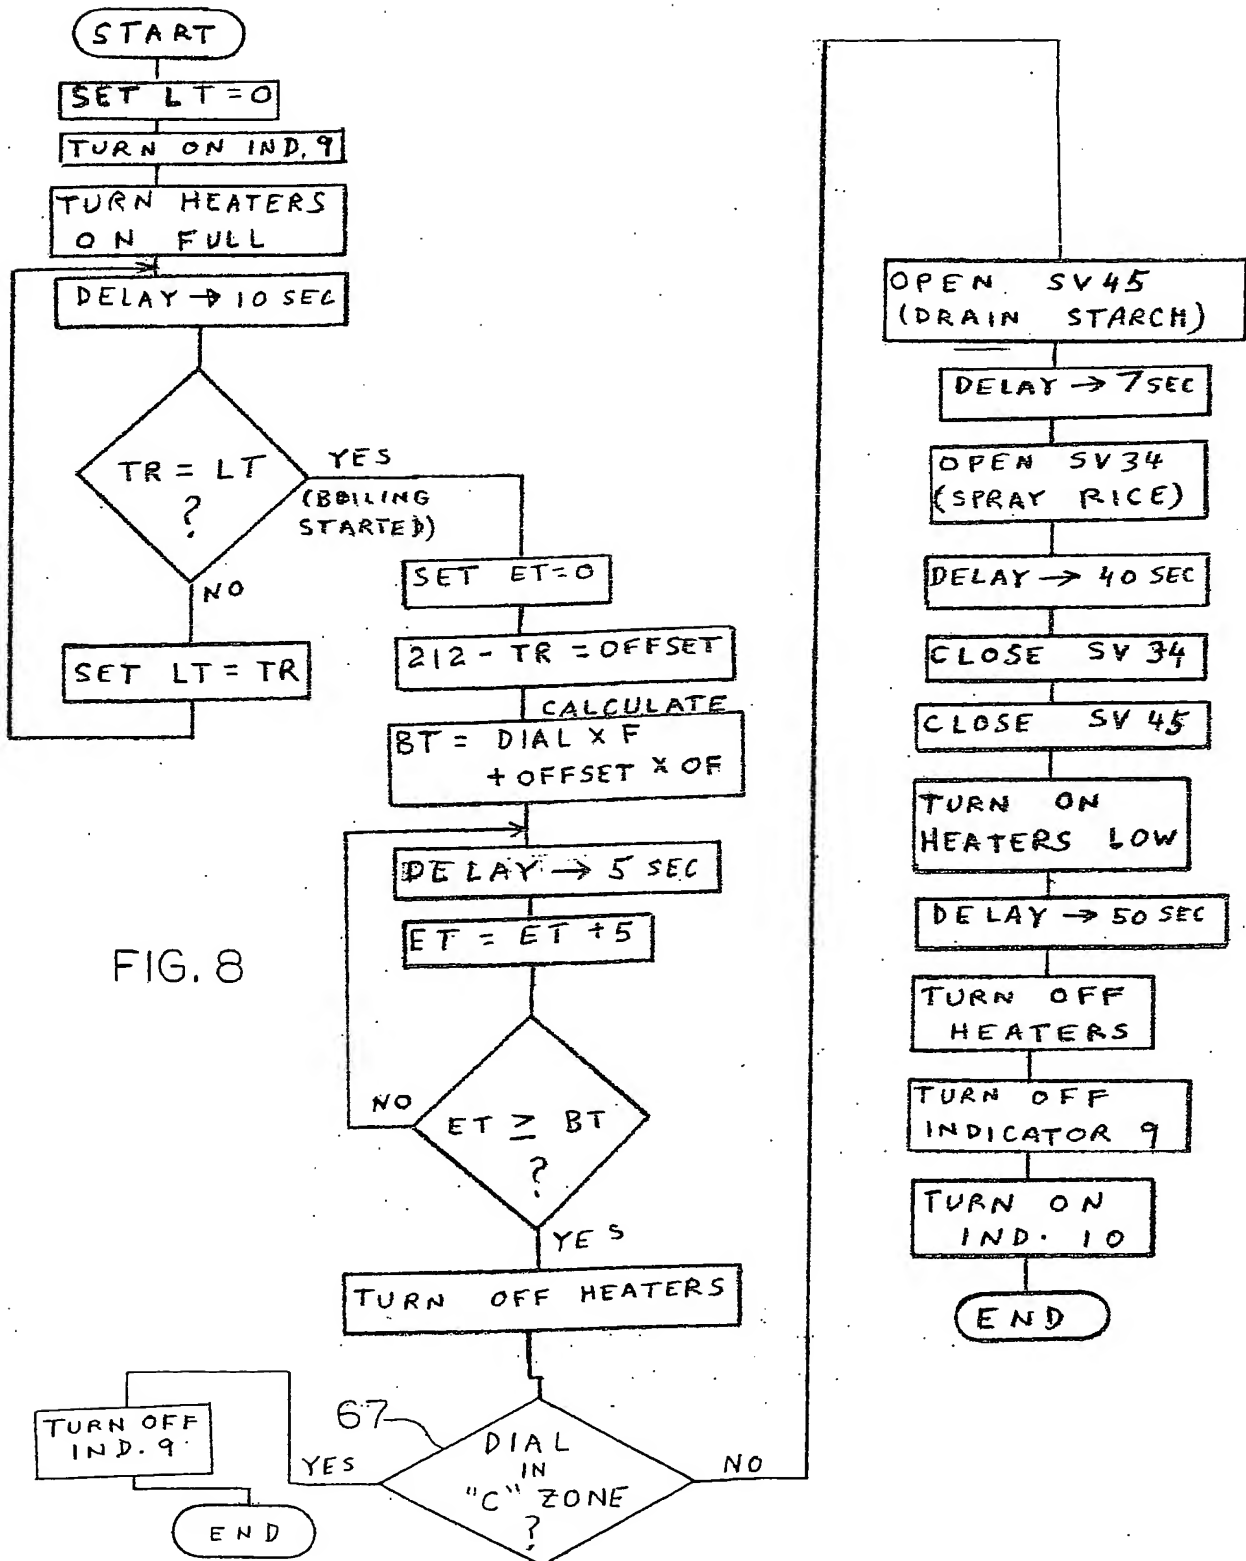 START
SET LT = 0
TURN ON IND. 9
TURN HEATERS
ON FULL
DELAY → 10 SEC
TR = LT
?
YES
(BOILING
STARTED)
NO
SET LT = TR
SET ET = 0
212 - TR = OFFSET
CALCULATE
BT = DIAL X F
+ OFFSET X OF
DELAY → 5 SEC
ET = ET + 5
FIG. 8
NO
ET ≥ BT
?
YES
TURN OFF HEATERS
67
DIAL
IN
"C" ZONE
?
YES
NO
TURN OFF
IND. 9
END
OPEN SV45
(DRAIN STARCH)
DELAY → 7 SEC
OPEN SV34
(SPRAY RICE)
DELAY → 40 SEC
CLOSE SV 34
CLOSE SV 45
TURN ON
HEATERS LOW
DELAY → 50 SEC
TURN OFF
HEATERS
TURN OFF
INDICATOR 9
TURN ON
IND. 10
END